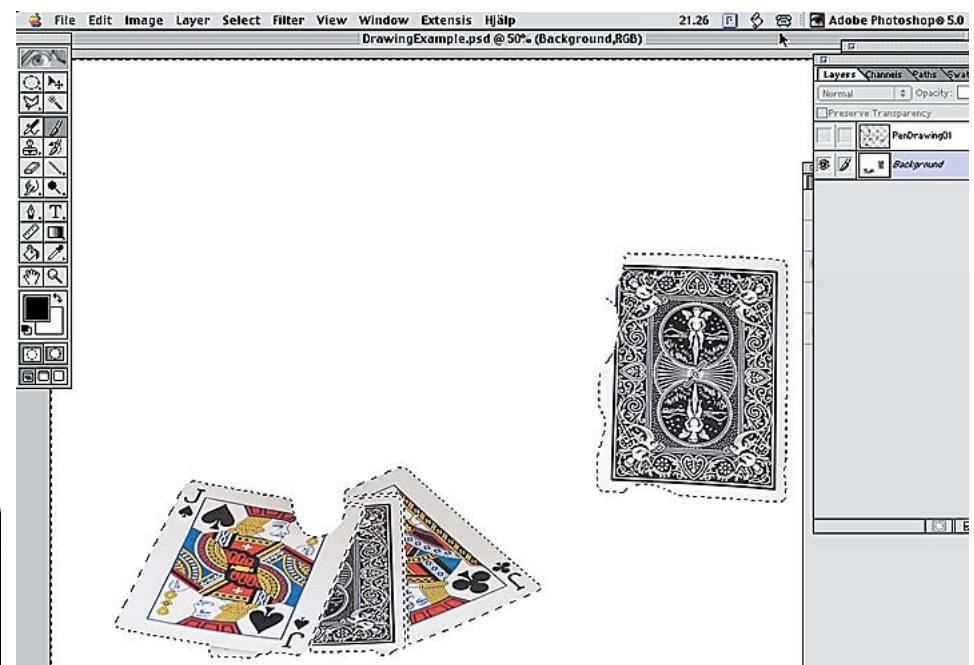 File Edit Image Layer Select Filter View Window Extensis Hjälp 21.26 Adobe Photoshop® 5.0
DrawingExample.psd @ 50% (Background,RGB)
Layers Channels Paths Swat
Normal Opacity:
Preserve Transparency
PenDrawing01
Background
T
J
J
J